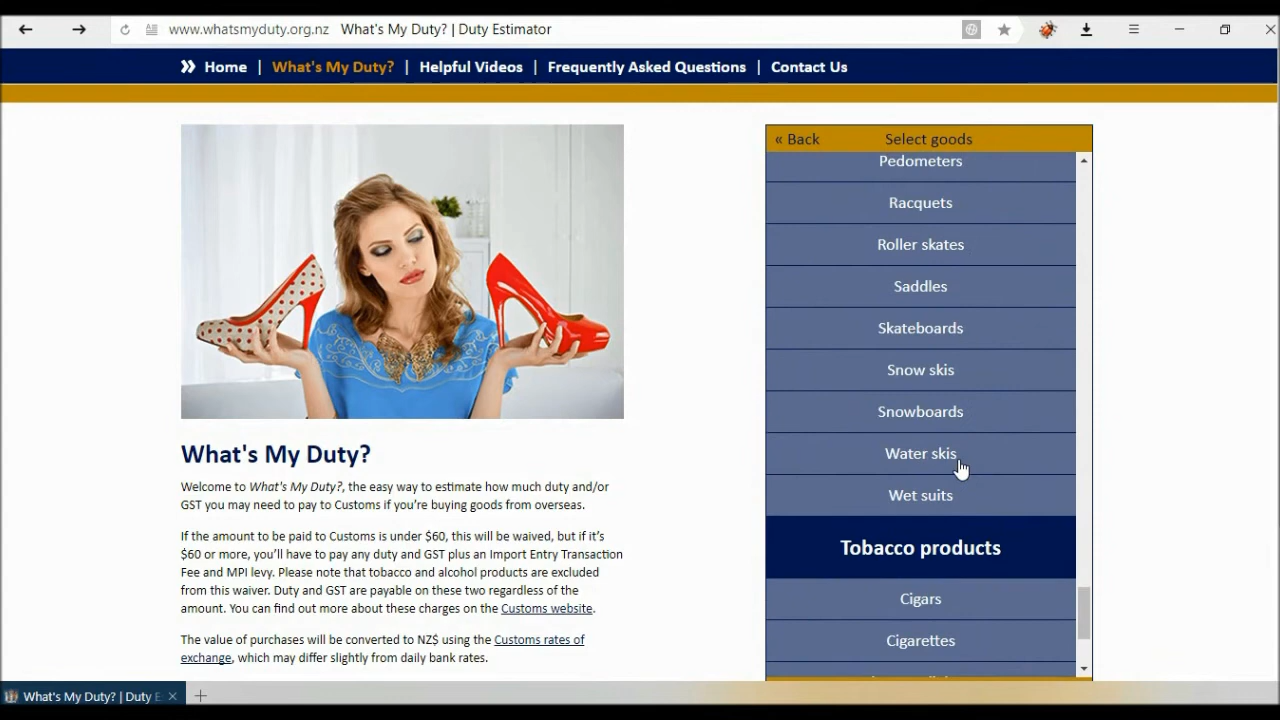 www.whatsmyduty.org.nz What's My Duty? | Duty Estimator
Home | What's My Duty? | Helpful Videos | Frequently Asked Questions | Contact Us
« Back Select goods
Pedometers
Racquets
Roller skates
Saddles
Skateboards
Snow skis
Snowboards
Water skis
Wet suits
Tobacco products
Cigars
Cigarettes
What's My Duty?
Welcome to What's My Duty?, the easy way to estimate how much duty and/or
GST you may need to pay to Customs if you're buying goods from overseas.
If the amount to be paid to Customs is under $60, this will be waived, but if it's
$60 or more, you'll have to pay any duty and GST plus an Import Entry Transaction
Fee and MPI levy. Please note that tobacco and alcohol products are excluded
from this waiver. Duty and GST are payable on these two regardless of the
amount. You can find out more about these charges on the Customs website.
The value of purchases will be converted to NZ$ using the Customs rates of
exchange, which may differ slightly from daily bank rates.
What's My Duty? | Duty E